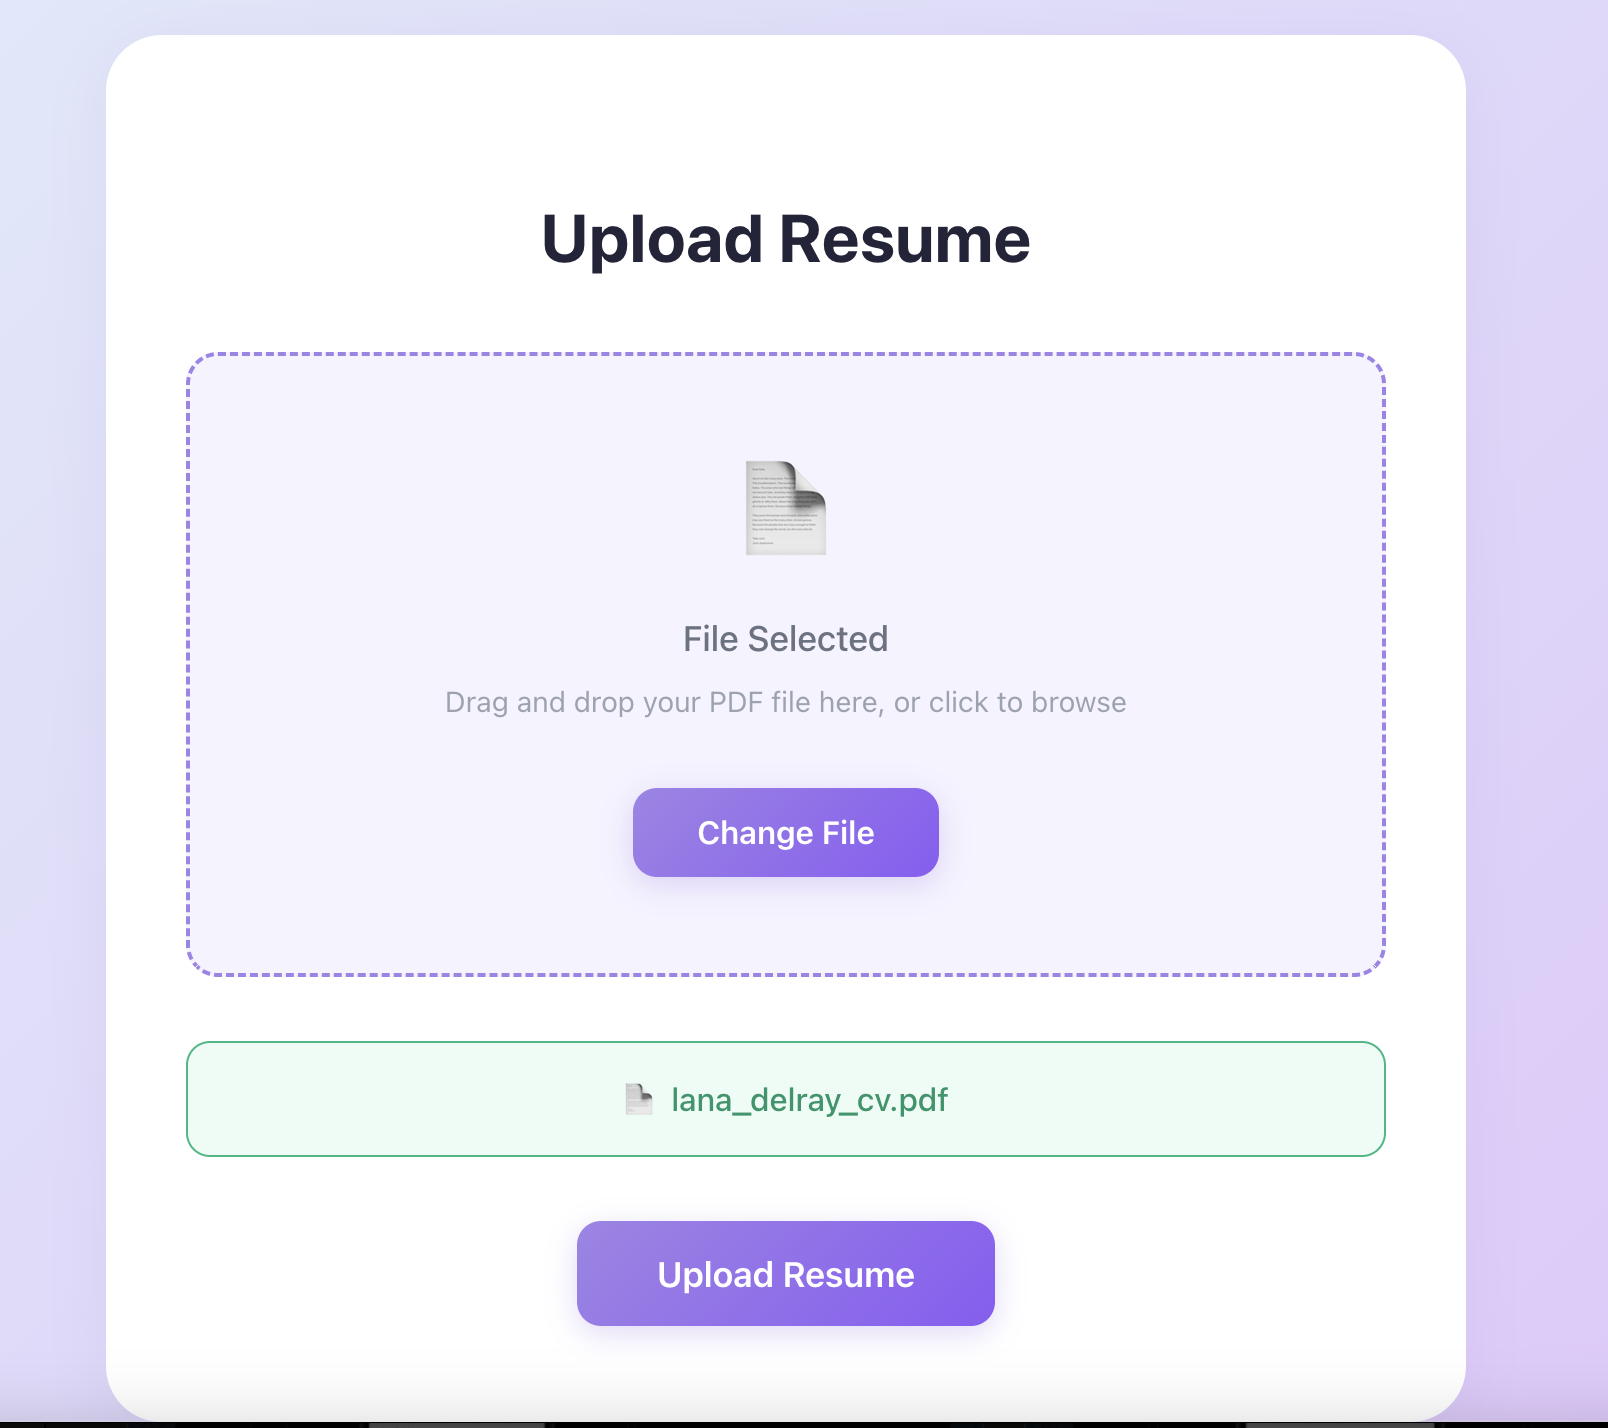 Upload Resume
File Selected
Drag and drop your PDF file here, or click to browse
Change File
lana_delray_cv.pdf
Upload Resume